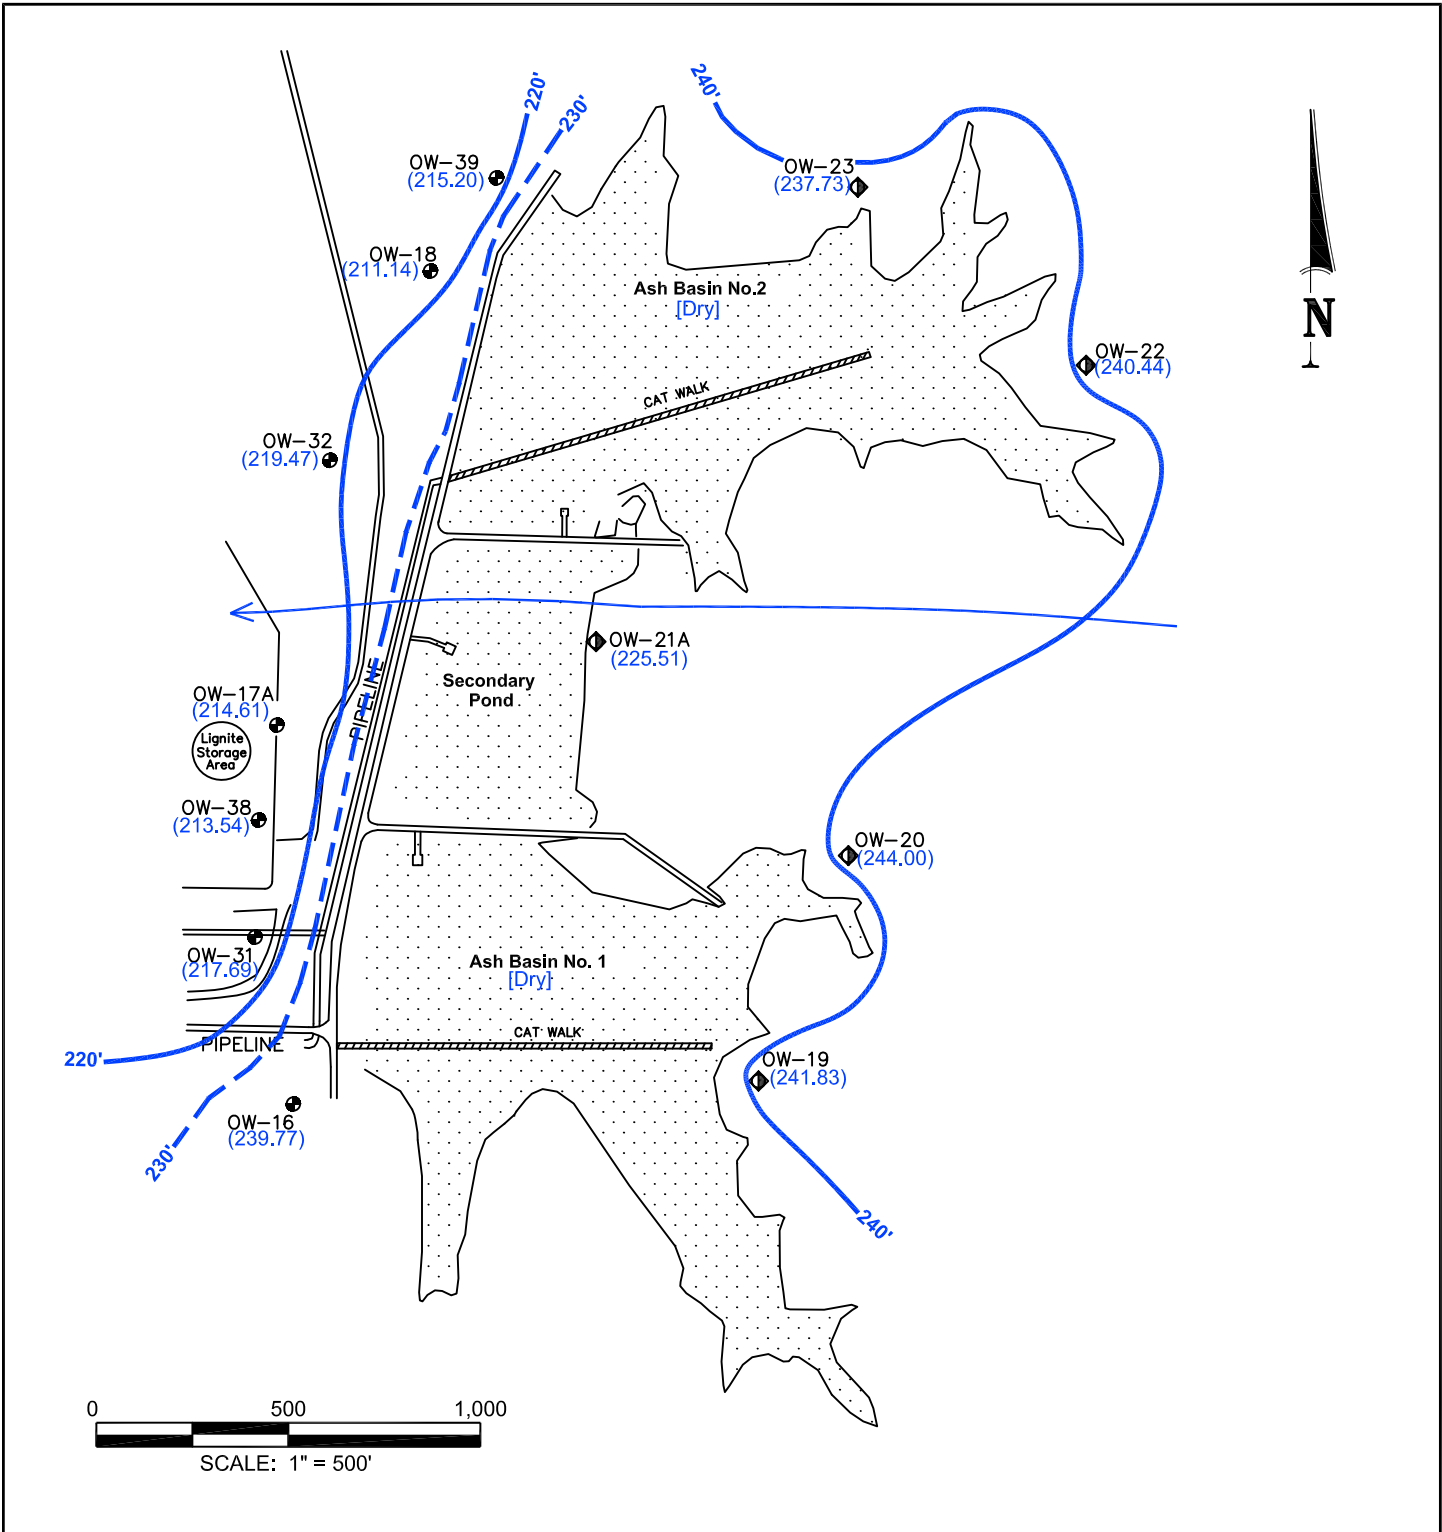 240'
220'
230'
OW-39
(215.20)
OW-23
(237.73)
OW-18
(211.14)
Ash Basin No.2
[Dry]
N
OW-22
(240.44)
CAT WALK
OW-32
(219.47)
OW-21A
(225.51)
PIPELINE
Secondary
Pond
OW-17A
(214.61)
Lignite
Storage
Area
OW-38
(213.54)
OW-20
(244.00)
OW-31
(217.69)
Ash Basin No. 1
[Dry]
CAT WALK
PIPELINE
220'
OW-19
(241.83)
OW-16
(239.77)
230'
240'
0 500 1,000
SCALE: 1" = 500'